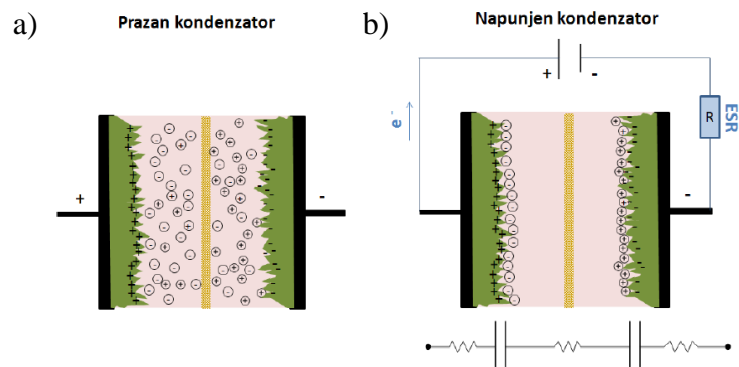 a)
Prazan kondenzator
+
-
b)
Napunjen kondenzator
+ -
e-
R
ESR
-